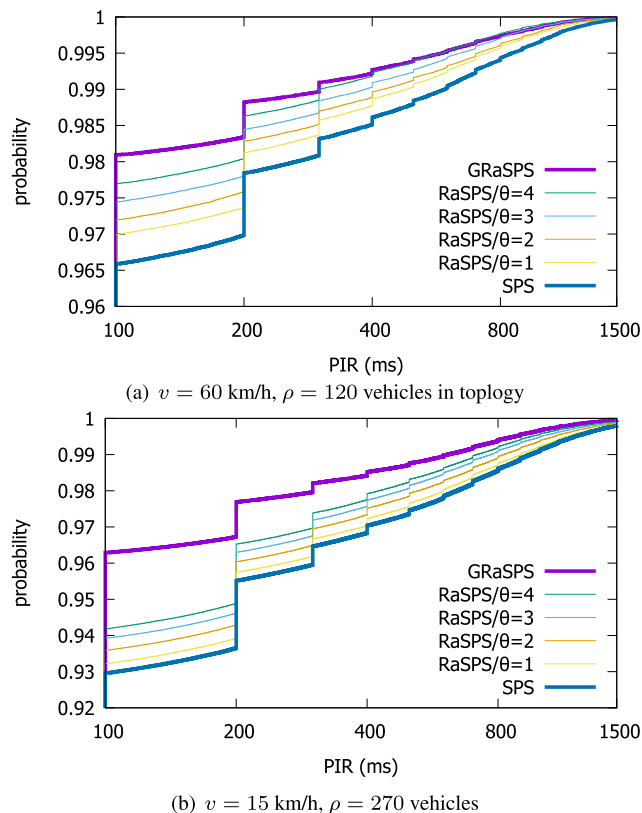 1
0.995
0.99
0.985
0.98
0.975
0.97
0.965
0.96
probability
GRaSPS
RaSPS/θ=4
RaSPS/θ=3
RaSPS/θ=2
RaSPS/θ=1
SPS
100 200 400 800 1500
PIR (ms)
(a) v = 60 km/h, ρ = 120 vehicles in toplogy
1
0.99
0.98
0.97
0.96
0.95
0.94
0.93
0.92
probability
GRaSPS
RaSPS/θ=4
RaSPS/θ=3
RaSPS/θ=2
RaSPS/θ=1
SPS
100 200 400 800 1500
PIR (ms)
(b) v = 15 km/h, ρ = 270 vehicles